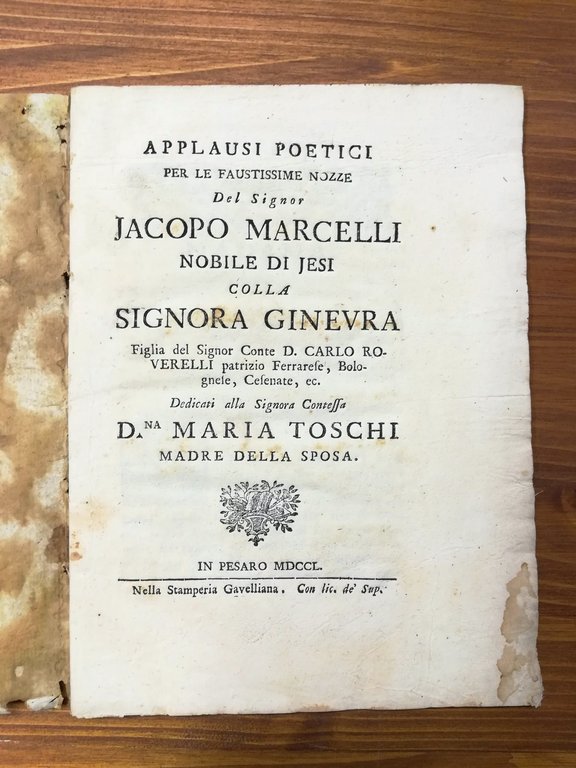 APPLAUSI POETICI
PER LE FAUSTISSIME NOZZE
Del Signor
JACOPO MARCELLI
NOBILE DI JESI
COLLA
SIGNORA GINEVRA
Figlia del Signor Conte D. CARLO RO-
VERELLI patrizio Ferrareſe, Bolo-
gneſe, Ceſenate, ec.
Dedicati alla Signora Conteſſa
D.NA MARIA TOSCHI
MADRE DELLA SPOSA.
IN PESARO MDCCL.
Nella Stamperia Gavelliana. Con lic. de' Sup.